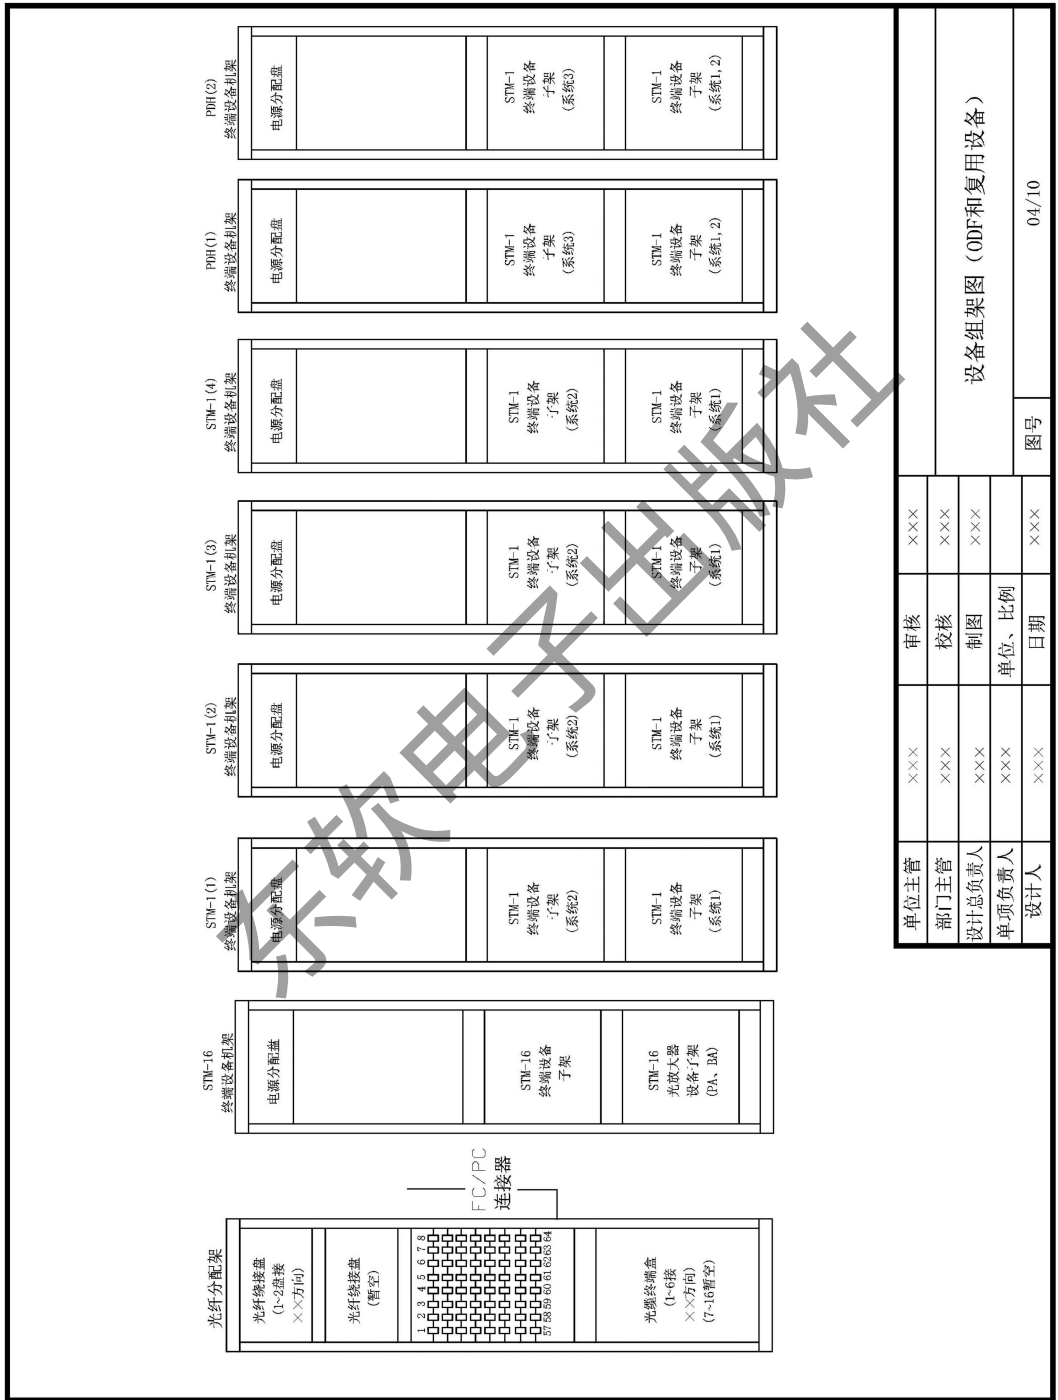 光纤分配架
光纤绕接盘
(1~2盘接
××方向)
光纤绕接盘
(暂空)
1 2 3 4 5 6 7 8
57 58 59 60 61 62 63 64
光缆终端盒
(1~6接
××方向)
(7~16暂空)
FC/PC
连接器
STM-16
终端设备机架
电源分配盘
STM-16
终端设备
子架
STM-16
光放大器
设备子架
(PA、BA)
STM-1(1)
终端设备机架
电源分配盘
STM-1
终端设备
子架
(系统2)
STM-1
终端设备
子架
(系统1)
STM-1(2)
终端设备机架
电源分配盘
STM-1
终端设备
子架
(系统2)
STM-1
终端设备
子架
(系统1)
STM-1(3)
终端设备机架
电源分配盘
STM-1
终端设备
子架
(系统2)
STM-1
终端设备
子架
(系统1)
STM-1(4)
终端设备机架
电源分配盘
STM-1
终端设备
子架
(系统2)
STM-1
终端设备
子架
(系统1)
PDH(1)
终端设备机架
电源分配盘
STM-1
终端设备
子架
(系统3)
STM-1
终端设备
子架
(系统1,2)
PDH(2)
终端设备机架
电源分配盘
STM-1
终端设备
子架
(系统3)
STM-1
终端设备
子架
(系统1,2)
单位主管 ××× 审核 ×××
部门主管 ××× 校核 ×××
设计总负责人 ××× 制图 ×××
单项负责人 ××× 单位、比例
设计人 ××× 日期 ×××
设备组架图(ODF和复用设备)
图号 04/10
东软电子出版社